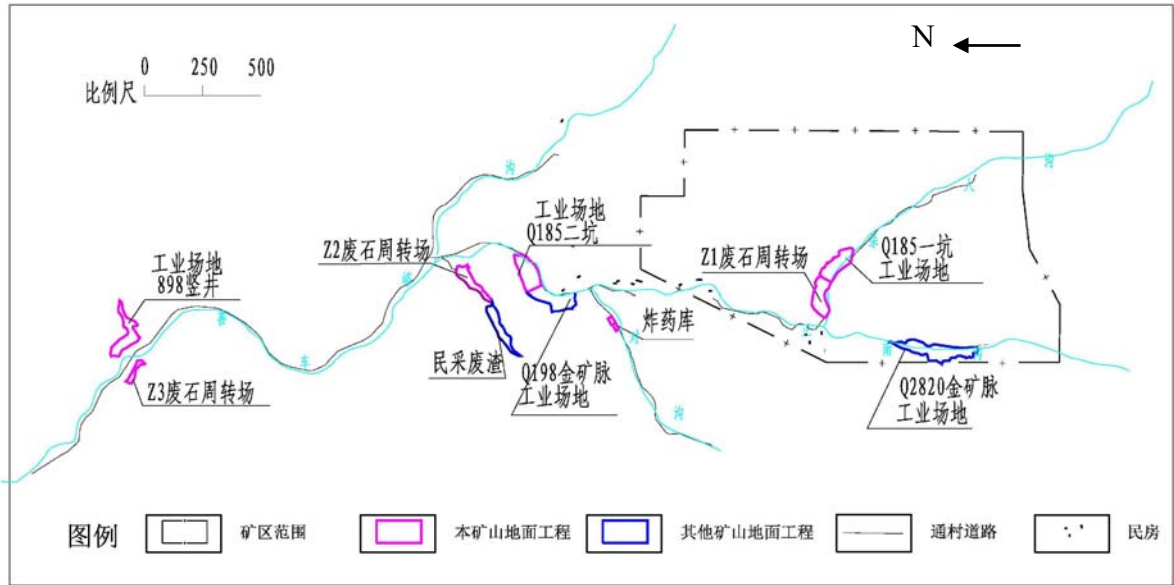 N
0 250 500
比例尺
沟
工业场地
Q185二坑
沟
人
Z2废石周转场
Z1废石周转场
Q185一坑
工业场地
工业场地
898竖井
炸药库
车
民采废渣
Q198金矿脉
工业场地
Z3废石周转场
Q2820金矿脉
工业场地
沟
图例
矿区范围
本矿山地面工程
其他矿山地面工程
通村道路
民房